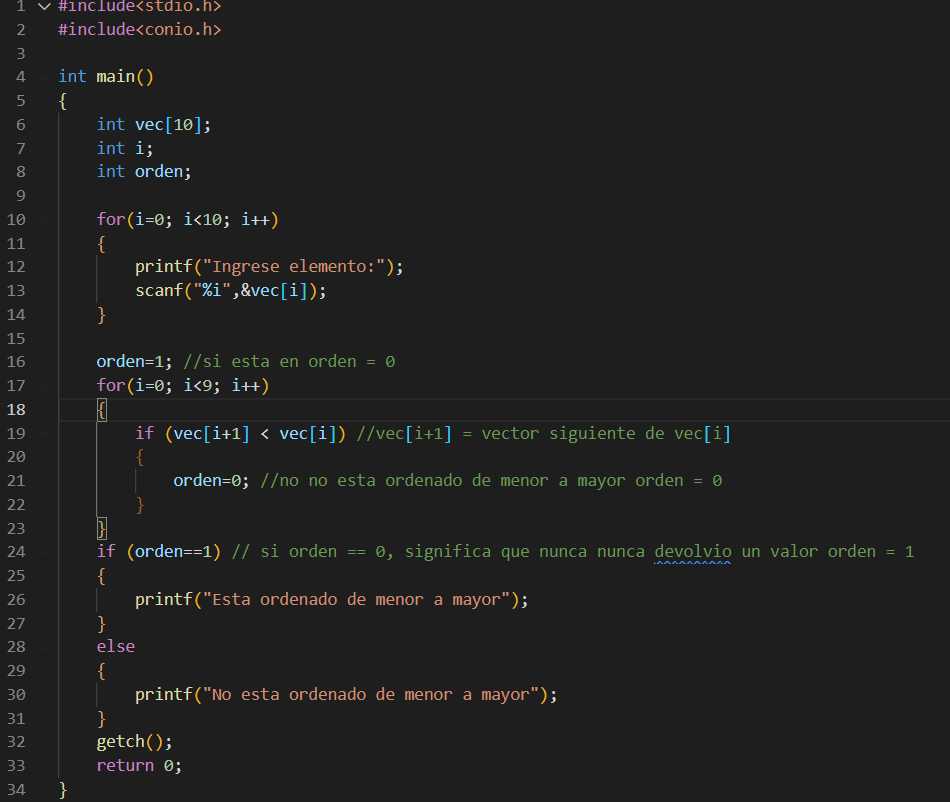 1 #include<stdio.h>
2 #include<conio.h>
3
4 int main()
5 {
6 int vec[10];
7 int i;
8 int orden;
9
10 for(i=0; i<10; i++)
11 {
12 printf("Ingrese elemento:");
13 scanf("%i",&vec[i]);
14 }
15
16 orden=1; //si esta en orden = 0
17 for(i=0; i<9; i++)
18 {
19 if (vec[i+1] < vec[i]) //vec[i+1] = vector siguiente de vec[i]
20 {
21 orden=0; //no no esta ordenado de menor a mayor orden = 0
22 }
23 }
24 if (orden==1) // si orden == 0, significa que nunca nunca devolvio un valor orden = 1
25 {
26 printf("Esta ordenado de menor a mayor");
27 }
28 else
29 {
30 printf("No esta ordenado de menor a mayor");
31 }
32 getch();
33 return 0;
34 }